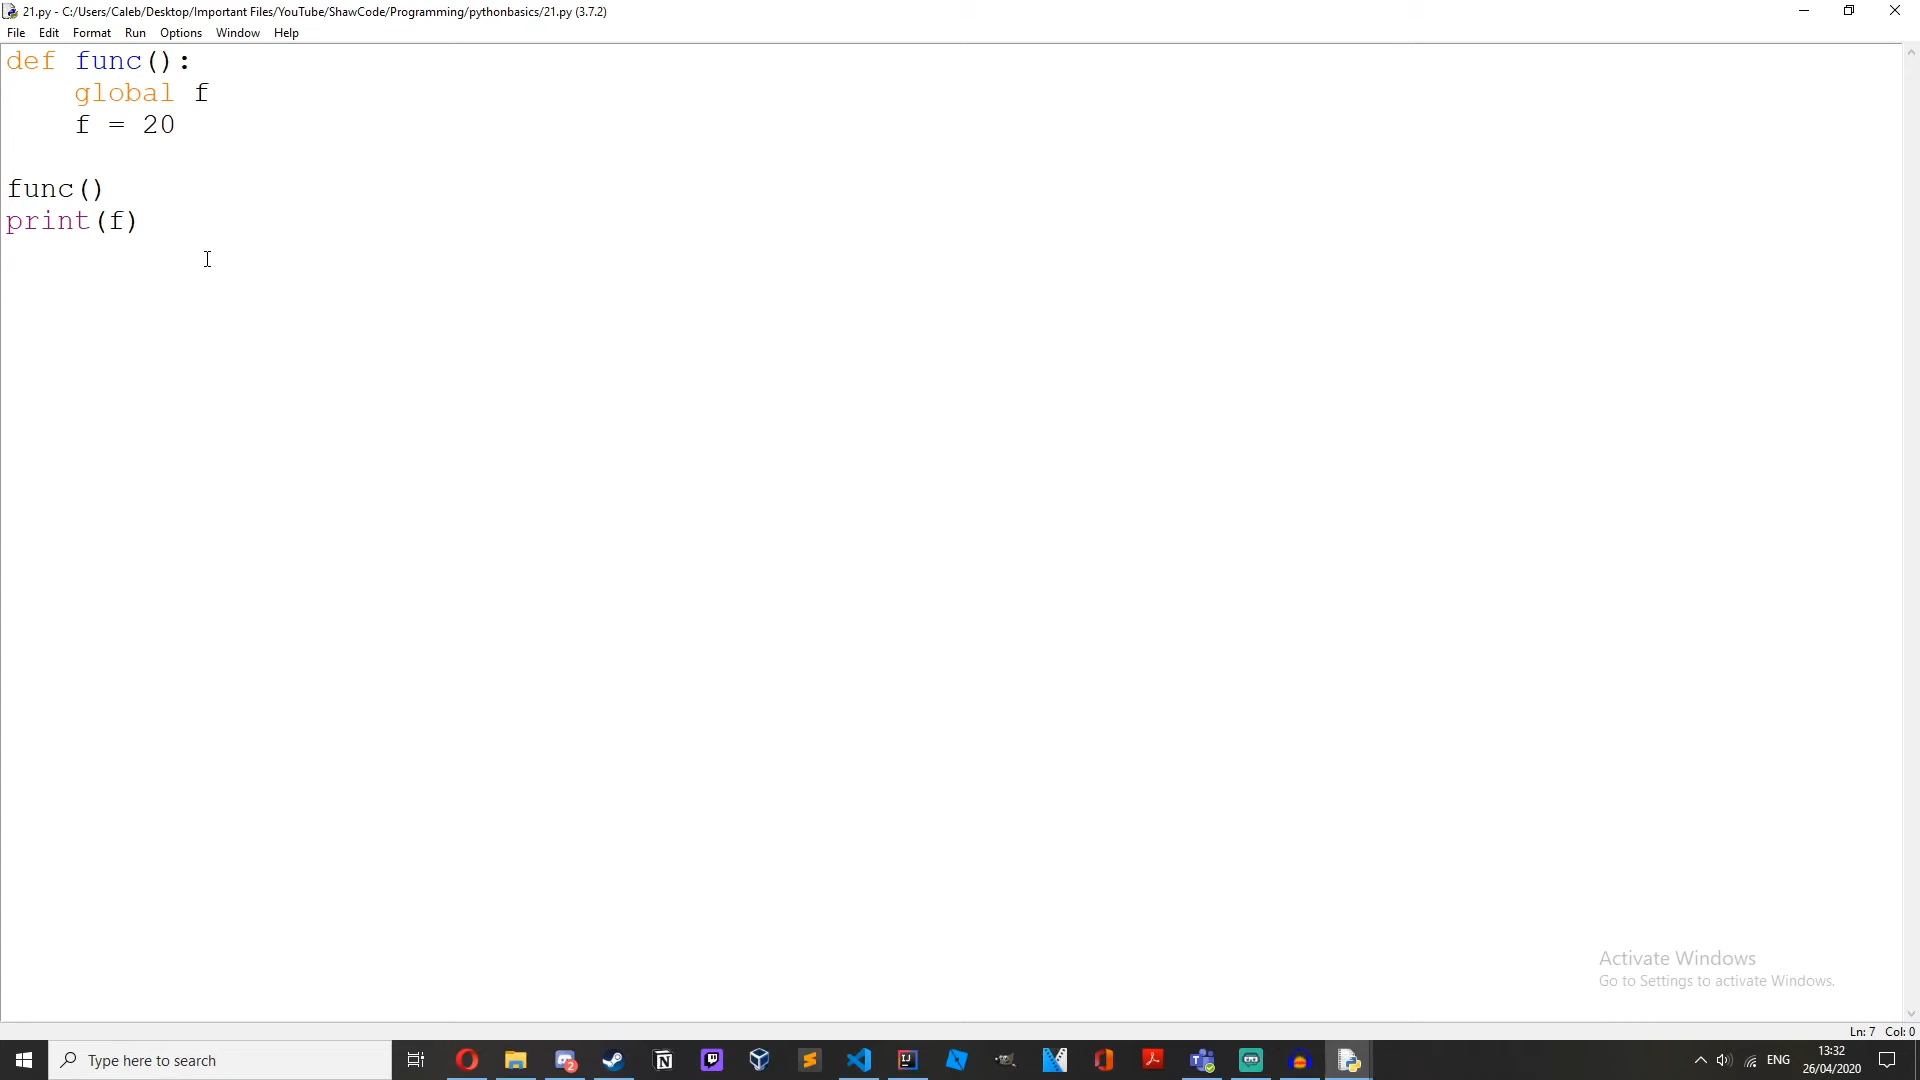 21.py - C:/Users/Caleb/Desktop/Important Files/YouTube/ShawCode/Programming/pythonbasics/21.py (3.7.2)
File Edit Format Run Options Window Help
def func():
    global f
    f = 20
func()
print(f)
Activate Windows
Go to Settings to activate Windows.
Ln: 7 Col: 0
Type here to search
2
ENG
13:32
26/04/2020